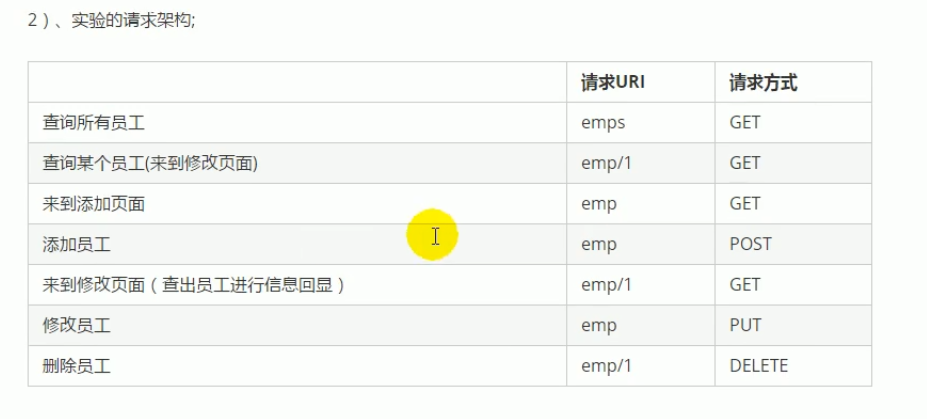 2）、实验的请求架构;
请求URI 请求方式
查询所有员工 emps GET
查询某个员工(来到修改页面) emp/1 GET
来到添加页面 emp GET
添加员工 emp POST
来到修改页面（查出员工进行信息回显） emp/1 GET
修改员工 emp PUT
删除员工 emp/1 DELETE